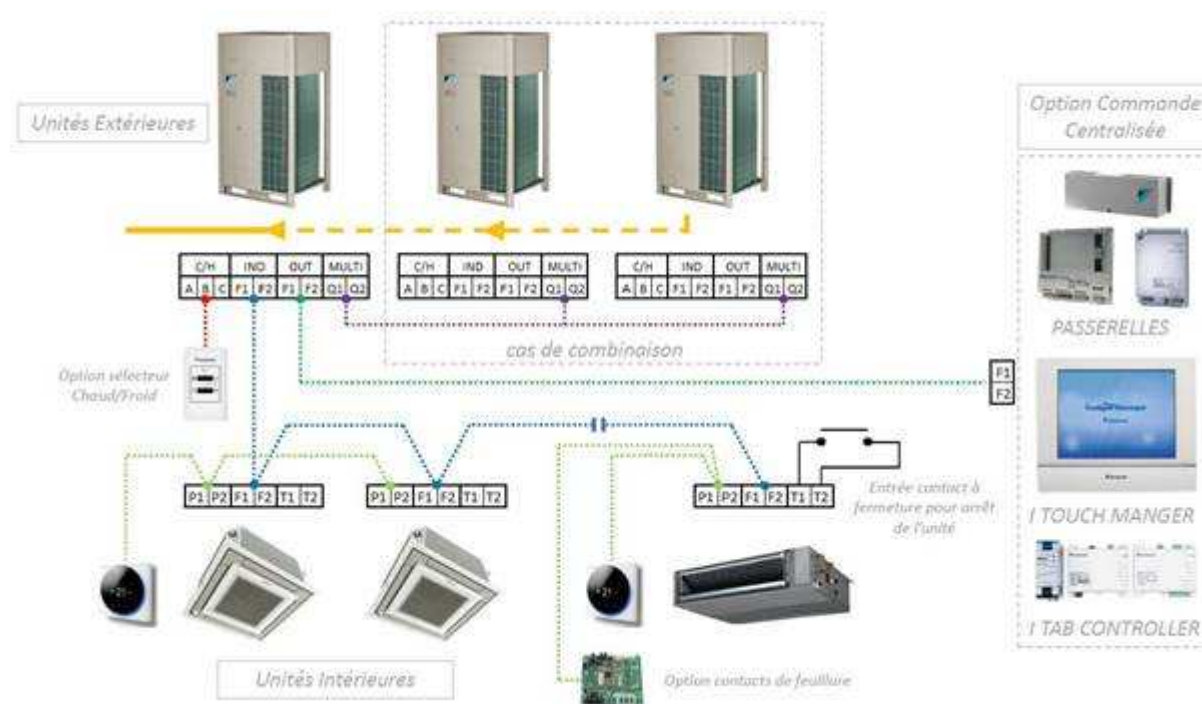 Unités Extérieures
Option Commande
Centralisée
C/H IND OUT MULTI
A B C F1 F2 F1 F2 Q1 Q2
C/H IND OUT MULTI
A B C F1 F2 F1 F2 Q1 Q2
C/H IND OUT MULTI
A B C F1 F2 F1 F2 Q1 Q2
PASSERELLES
cas de combinaison
Option sélecteur
Chaud/Froid
F1
F2
P1 P2 F1 F2 T1 T2
P1 P2 F1 F2 T1 T2
P1 P2 F1 F2 T1 T2
Entrée contact à
fermeture pour arrêt
de l'unité
I TOUCH MANGER
21
21
I TAB CONTROLLER
Unités Intérieures
Option contacts de feuillure